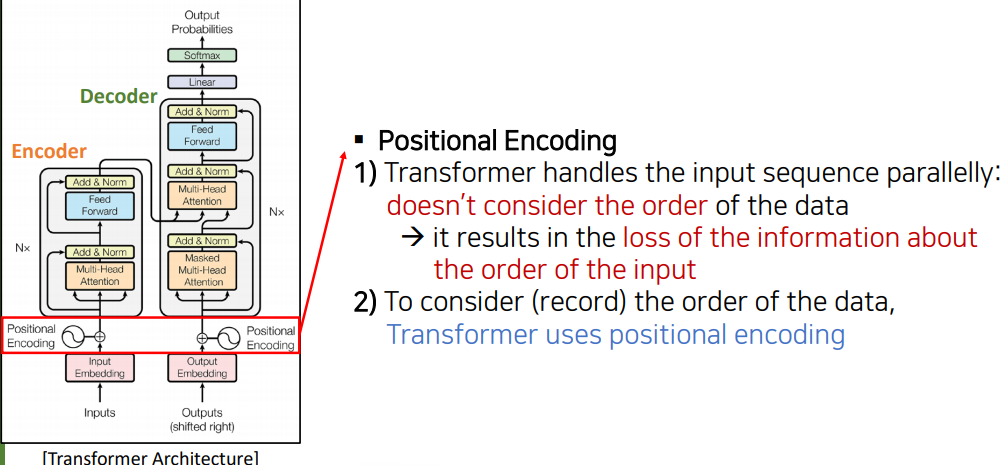 Output
Probabilities
Softmax
Linear
Decoder
Add & Norm
Feed
Forward
Add & Norm
Multi-Head
Attention
Nx
Add & Norm
Masked
Multi-Head
Attention
Encoder
Add & Norm
Feed
Forward
Nx
Add & Norm
Multi-Head
Attention
Positional
Encoding
Positional
Encoding
Input
Embedding
Output
Embedding
Inputs
Outputs
(shifted right)
[Transformer Architecture]
▪ Positional Encoding
1) Transformer handles the input sequence parallelly:
doesn't consider the order of the data
→ it results in the loss of the information about
the order of the input
2) To consider (record) the order of the data,
Transformer uses positional encoding